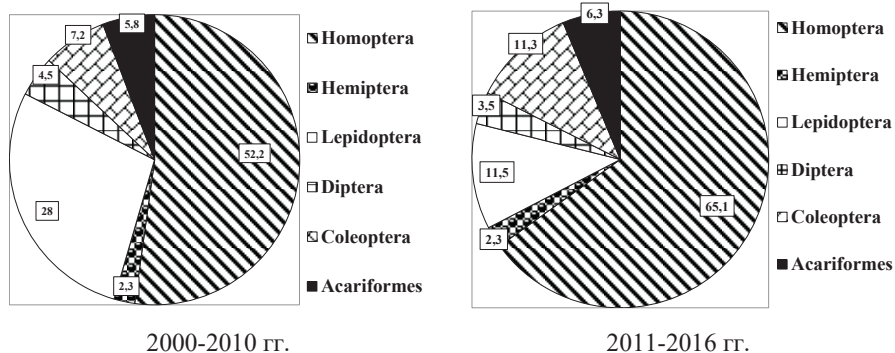 5,8
7,2
4,5
28
2,3
52,2
Homoptera
Hemiptera
Lepidoptera
Diptera
Coleoptera
Acariformes
2000-2010 гг.
6,3
11,3
3,5
11,5
2,3
65,1
Homoptera
Hemiptera
Lepidoptera
Diptera
Coleoptera
Acariformes
2011-2016 гг.